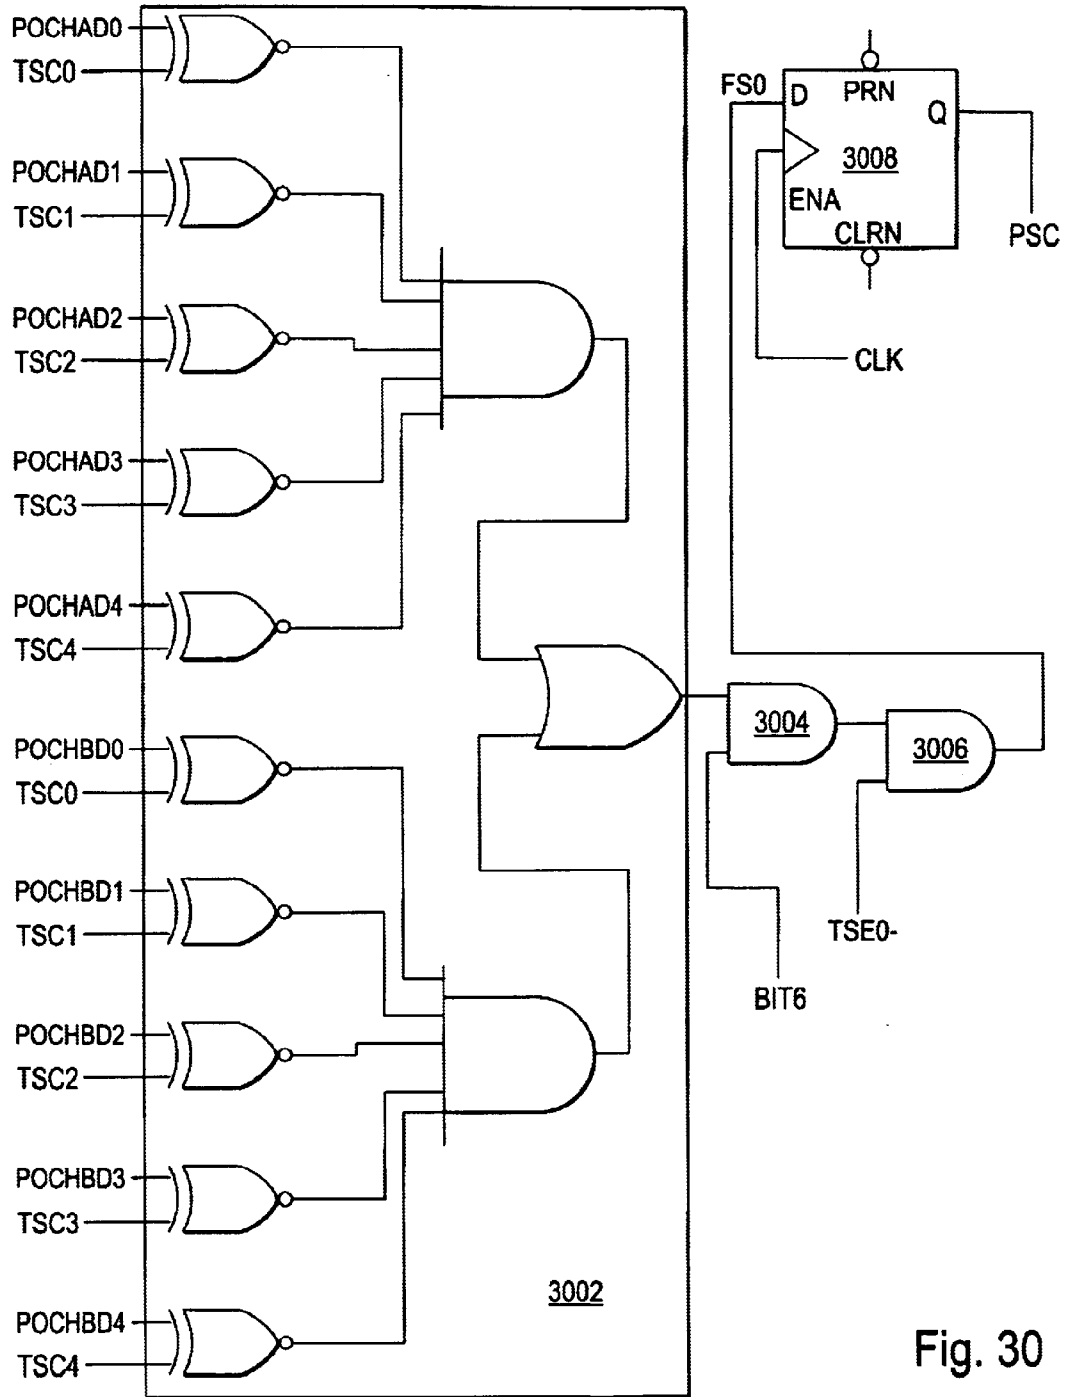 POCHAD0
TSC0
POCHAD1
TSC1
POCHAD2
TSC2
POCHAD3
TSC3
POCHAD4
TSC4
POCHBD0
TSC0
POCHBD1
TSC1
POCHBD2
TSC2
POCHBD3
TSC3
POCHBD4
TSC4
3002
3004
3006
BIT6
TSE0-
FS0
D
PRN
Q
3008
ENA
CLRN
PSC
CLK
Fig. 30